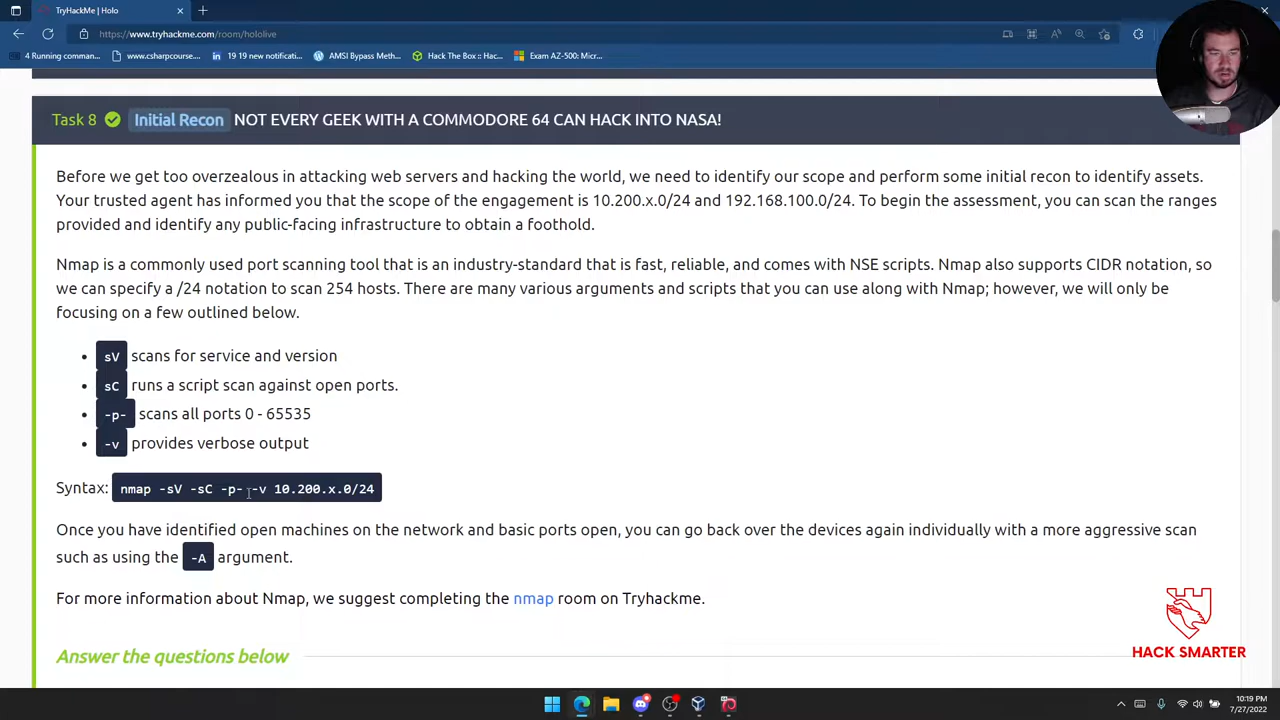 TryHackMe | Holo
https://www.tryhackme.com/room/hololive
4 Running comman...
www.csharpcourse....
19 19 new notificati...
AMSI Bypass Meth...
Hack The Box :: Hac...
Exam AZ-500: Micr...
Task 8 Initial Recon NOT EVERY GEEK WITH A COMMODORE 64 CAN HACK INTO NASA!
Before we get too overzealous in attacking web servers and hacking the world, we need to identify our scope and perform some initial recon to identify assets.
Your trusted agent has informed you that the scope of the engagement is 10.200.x.0/24 and 192.168.100.0/24. To begin the assessment, you can scan the ranges
provided and identify any public-facing infrastructure to obtain a foothold.
Nmap is a commonly used port scanning tool that is an industry-standard that is fast, reliable, and comes with NSE scripts. Nmap also supports CIDR notation, so
we can specify a /24 notation to scan 254 hosts. There are many various arguments and scripts that you can use along with Nmap; however, we will only be
focusing on a few outlined below.
• sV scans for service and version
• sC runs a script scan against open ports.
• -p- scans all ports 0 - 65535
• -v provides verbose output
Syntax: nmap -sV -sC -p- -v 10.200.x.0/24
Once you have identified open machines on the network and basic ports open, you can go back over the devices again individually with a more aggressive scan
such as using the -A argument.
For more information about Nmap, we suggest completing the nmap room on Tryhackme.
HACK SMARTER
Answer the questions below
10:19 PM
7/27/2022